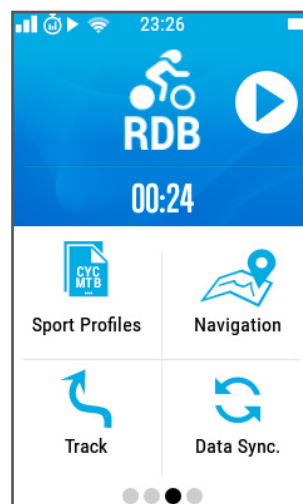 23:26
RDB
00:24
CYC
MTB
...
Sport Profiles
Navigation
Track
Data Sync.